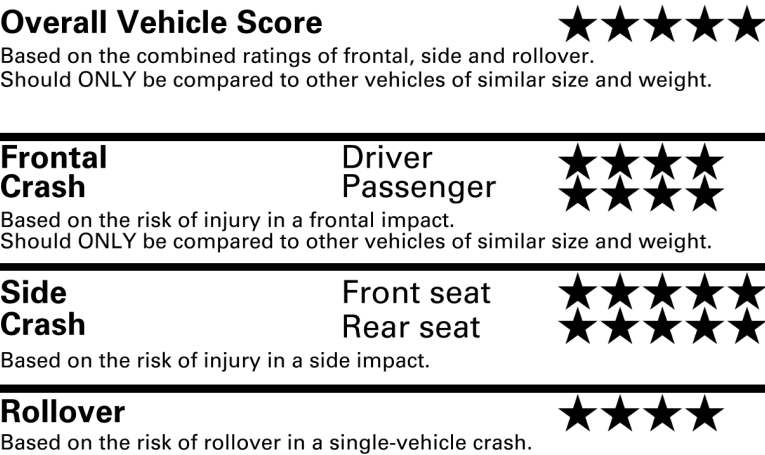 Overall Vehicle Score ★★★★★
Based on the combined ratings of frontal, side and rollover.
Should ONLY be compared to other vehicles of similar size and weight.
Frontal Driver ★★★★
Crash Passenger ★★★★
Based on the risk of injury in a frontal impact.
Should ONLY be compared to other vehicles of similar size and weight.
Side Front seat ★★★★★
Crash Rear seat ★★★★★
Based on the risk of injury in a side impact.
Rollover ★★★★
Based on the risk of rollover in a single-vehicle crash.